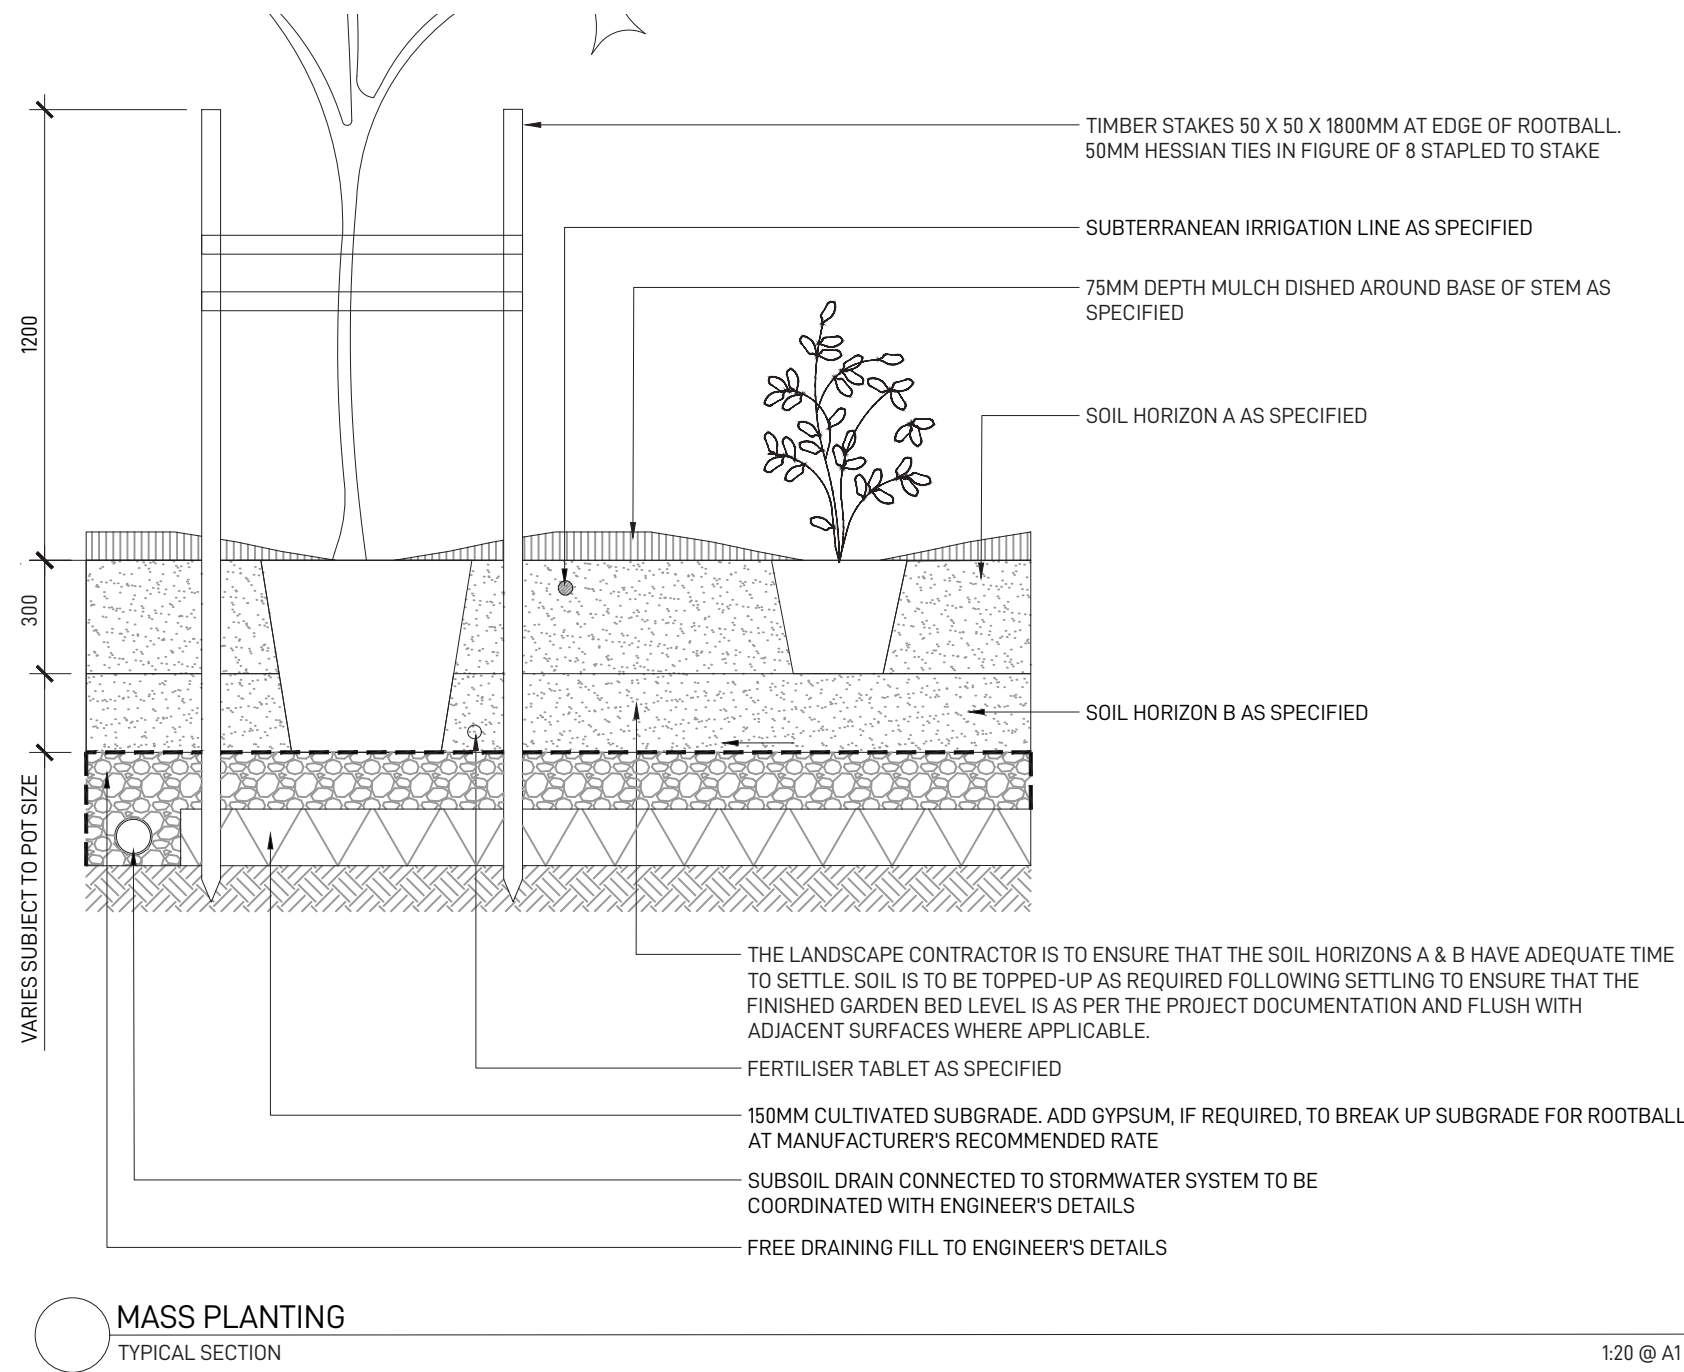 TIMBER STAKES 50 X 50 X 1800MM AT EDGE OF ROOTBALL.
50MM HESSIAN TIES IN FIGURE OF 8 STAPLED TO STAKE
SUBTERRANEAN IRRIGATION LINE AS SPECIFIED
75MM DEPTH MULCH DISHED AROUND BASE OF STEM AS
SPECIFIED
1200
SOIL HORIZON A AS SPECIFIED
300
SOIL HORIZON B AS SPECIFIED
VARIES SUBJECT TO POT SIZE
THE LANDSCAPE CONTRACTOR IS TO ENSURE THAT THE SOIL HORIZONS A & B HAVE ADEQUATE TIME
TO SETTLE. SOIL IS TO BE TOPPED-UP AS REQUIRED FOLLOWING SETTLING TO ENSURE THAT THE
FINISHED GARDEN BED LEVEL IS AS PER THE PROJECT DOCUMENTATION AND FLUSH WITH
ADJACENT SURFACES WHERE APPLICABLE.
FERTILISER TABLET AS SPECIFIED
150MM CULTIVATED SUBGRADE. ADD GYPSUM, IF REQUIRED, TO BREAK UP SUBGRADE FOR ROOTBALL
AT MANUFACTURER'S RECOMMENDED RATE
SUBSOIL DRAIN CONNECTED TO STORMWATER SYSTEM TO BE
COORDINATED WITH ENGINEER'S DETAILS
FREE DRAINING FILL TO ENGINEER'S DETAILS
MASS PLANTING
TYPICAL SECTION
1:20 @ A1